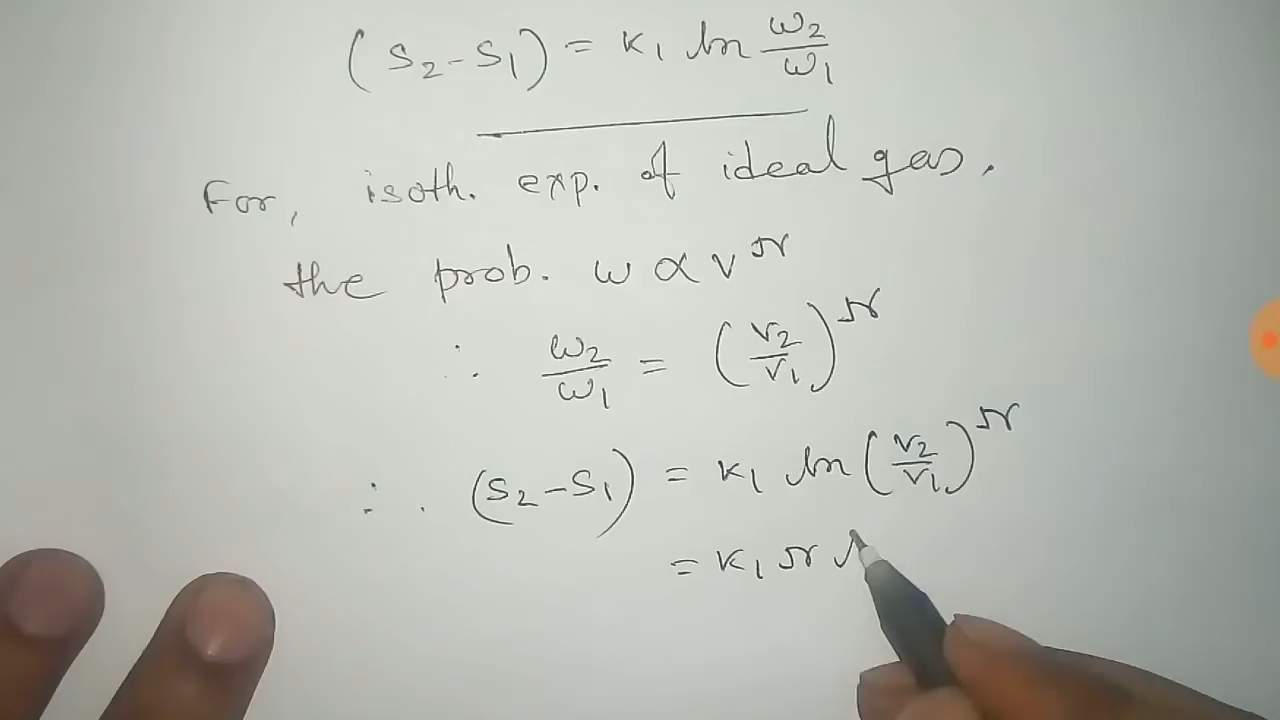 (S₂-S₁) = K₁ ln ω₂/ω₁
For, isoth. exp. of ideal gas.
the prob. ω ∝ V^N
∴ ω₂/ω₁ = (V₂/V₁)^N
∴ (S₂-S₁) = K₁ ln (V₂/V₁)^N
= K₁ N